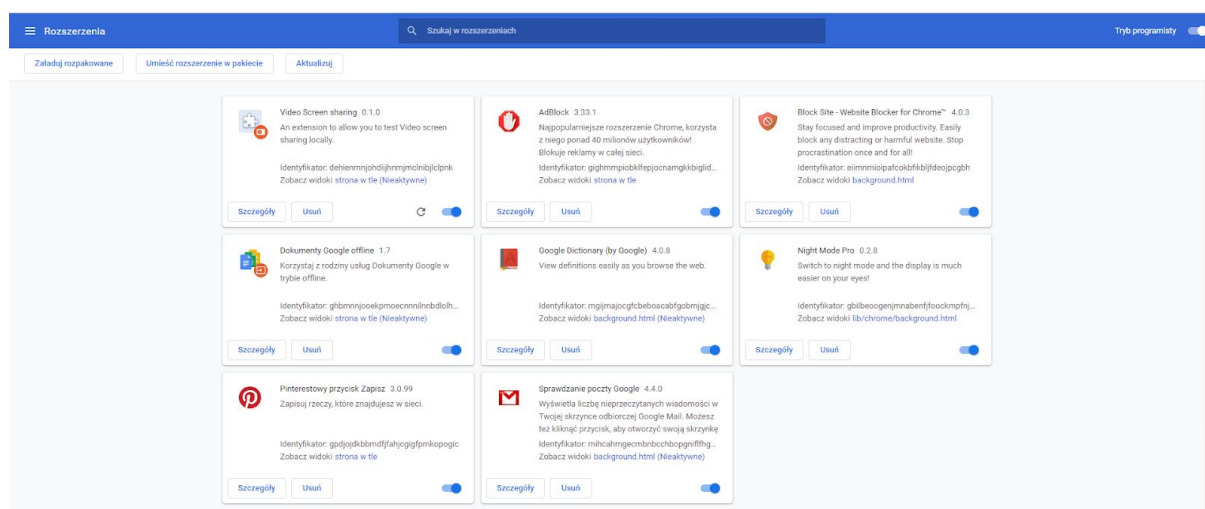 Rozszerzenia
Szukaj w rozszerzeniach
Tryb programisty
Załaduj rozpakowane
Umieść rozszerzenie w pakiecie
Aktualizuj
Video Screen sharing 0.1.0
An extension to allow you to test Video screen
sharing locally.
Identyfikator: dehienmnjohdiijhnmjmclnibjlclpnk
Zobacz widoki strona w tle (Nieaktywne)
Szczegóły Usuń
AdBlock 3.33.1
Najpopularniejsze rozszerzenie Chrome, korzysta
z niego ponad 40 milionów użytkowników!
Blokuje reklamy w całej sieci.
Identyfikator: gighmmpiobklfepjocnamgkkbiglid...
Zobacz widoki strona w tle
Szczegóły Usuń
Block Site - Website Blocker for Chrome™ 4.0.3
Stay focused and improve productivity. Easily
block any distracting or harmful website. Stop
procrastination once and for all!
Identyfikator: eiimnmioipafcokbfikbljfdeojpcgbh
Zobacz widoki background.html
Szczegóły Usuń
Dokumenty Google offline 1.7
Korzystaj z rodziny usług Dokumenty Google w
trybie offline.
Identyfikator: ghbmnnjooekpmoecnnnilnnbdlolh...
Zobacz widoki strona w tle (Nieaktywne)
Szczegóły Usuń
Google Dictionary (by Google) 4.0.8
View definitions easily as you browse the web.
Identyfikator: mgijmajocgfcbeboacabfgobmjgjc...
Zobacz widoki background.html (Nieaktywne)
Szczegóły Usuń
Night Mode Pro 0.2.8
Switch to night mode and the display is much
easier on your eyes!
Identyfikator: gbilbeoogenjmnabenfjfoockmpfnj...
Zobacz widoki lib/chrome/background.html
Szczegóły Usuń
Pinterestowy przycisk Zapisz 3.0.99
Zapisuj rzeczy, które znajdujesz w sieci.
Identyfikator: gpdjojdkbbmdfjfahjcgigfpmkopogic
Zobacz widoki strona w tle
Szczegóły Usuń
Sprawdzanie poczty Google 4.4.0
Wyświetla liczbę nieprzeczytanych wiadomości w
Twojej skrzynce odbiorczej Google Mail. Możesz
też kliknąć przycisk, aby otworzyć swoją skrzynkę
Identyfikator: mihcahmgecmbnbcchbopgniflfhg...
Zobacz widoki background.html (Nieaktywne)
Szczegóły Usuń